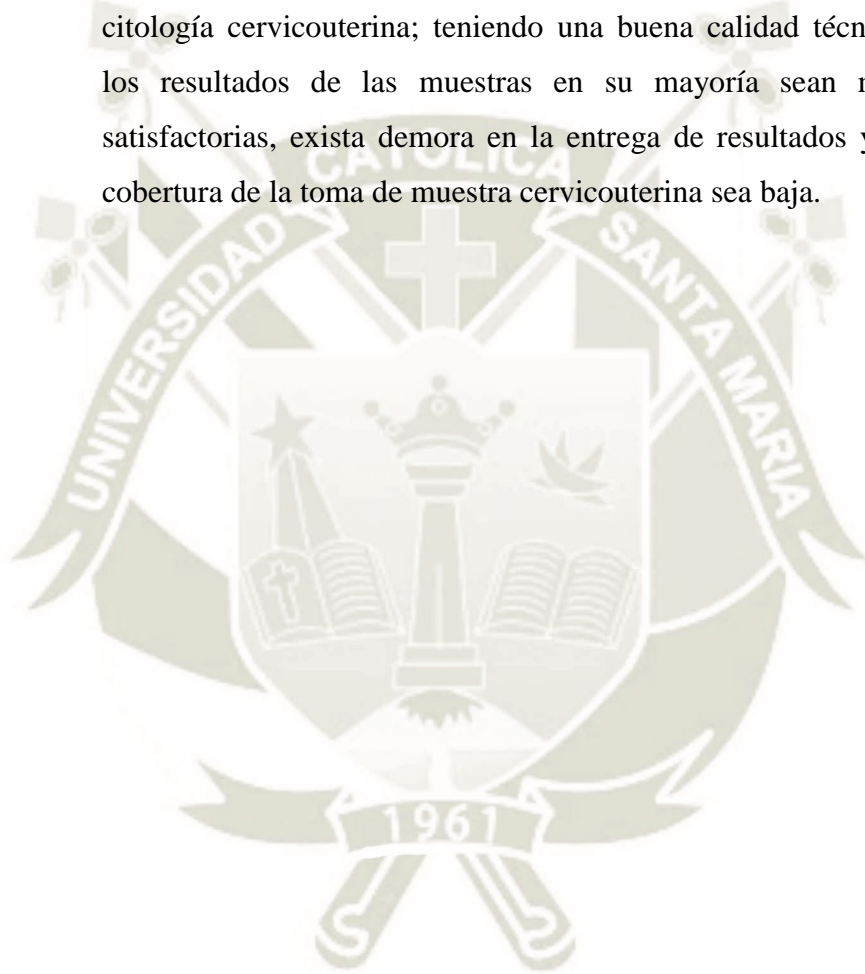 citología cervicouterina; teniendo una buena calidad técn
los resultados de las muestras en su mayoría sean
satisfactorias, exista demora en la entrega de resultados
cobertura de la toma de muestra cervicouterina sea baja.
UNIVERSIDAD CATOLICA SANTA MARIA
1961